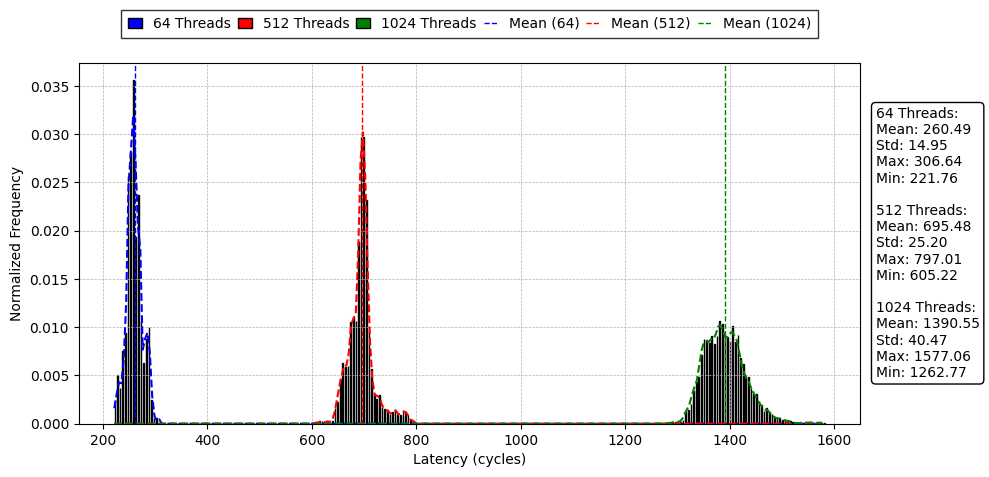 64 Threads 512 Threads 1024 Threads Mean (64) Mean (512) Mean (1024)
0.035
0.030
0.025
0.020
0.015
0.010
0.005
0.000
Normalized Frequency
200 400 600 800 1000 1200 1400 1600
Latency (cycles)
64 Threads:
Mean: 260.49
Std: 14.95
Max: 306.64
Min: 221.76
512 Threads:
Mean: 695.48
Std: 25.20
Max: 797.01
Min: 605.22
1024 Threads:
Mean: 1390.55
Std: 40.47
Max: 1577.06
Min: 1262.77